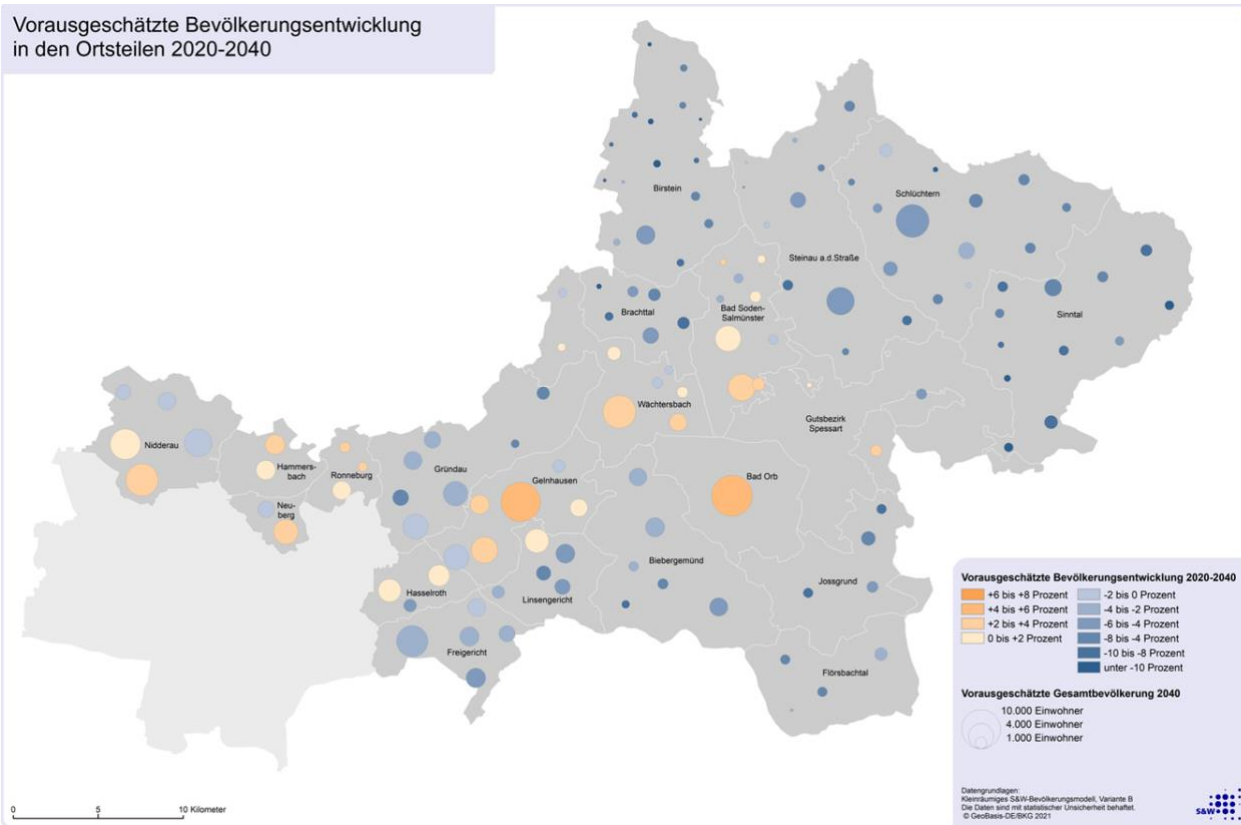 Vorausgeschätzte Bevölkerungsentwicklung
in den Ortsteilen 2020-2040
Birstein
Schlüchtern
Steinau a.d.Straße
Brachttal
Bad Soden-
Salmünster
Sinntal
Wächtersbach
Gutsbezirk
Spessart
Nidderau
Hammers-
bach
Ronneburg
Gründau
Gelnhausen
Bad Orb
Neu-
berg
Biebergemünd
Jossgrund
Hasselroth
Linsengericht
Freigericht
Flörsbachtal
Vorausgeschätzte Bevölkerungsentwicklung 2020-2040
+6 bis +8 Prozent
+4 bis +6 Prozent
+2 bis +4 Prozent
0 bis +2 Prozent
-2 bis 0 Prozent
-4 bis -2 Prozent
-6 bis -4 Prozent
-8 bis -4 Prozent
-10 bis -8 Prozent
unter -10 Prozent
Vorausgeschätzte Gesamtbevölkerung 2040
10.000 Einwohner
4.000 Einwohner
1.000 Einwohner
0 5 10 Kilometer
Datengrundlagen:
Kleinräumiges S&W-Bevölkerungsmodell, Variante B
Die Daten sind mit statistischer Unsicherheit behaftet.
© GeoBasis-DE/BKG 2021
S&W